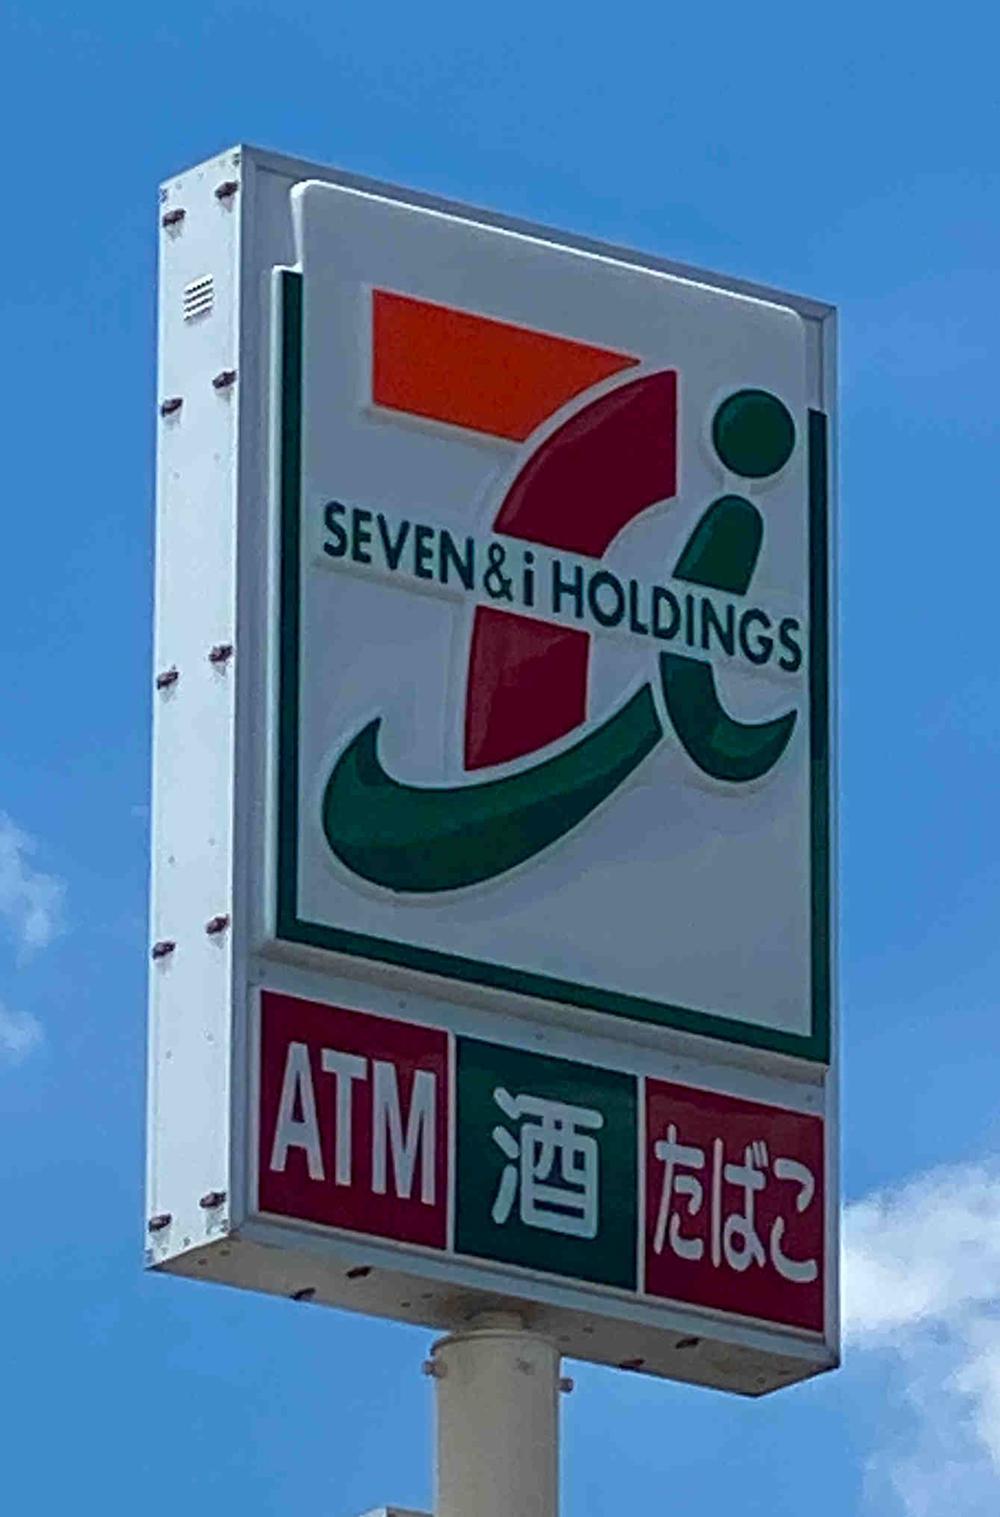 SEVEN&i HOLDINGS
ATM 酒 たばこ